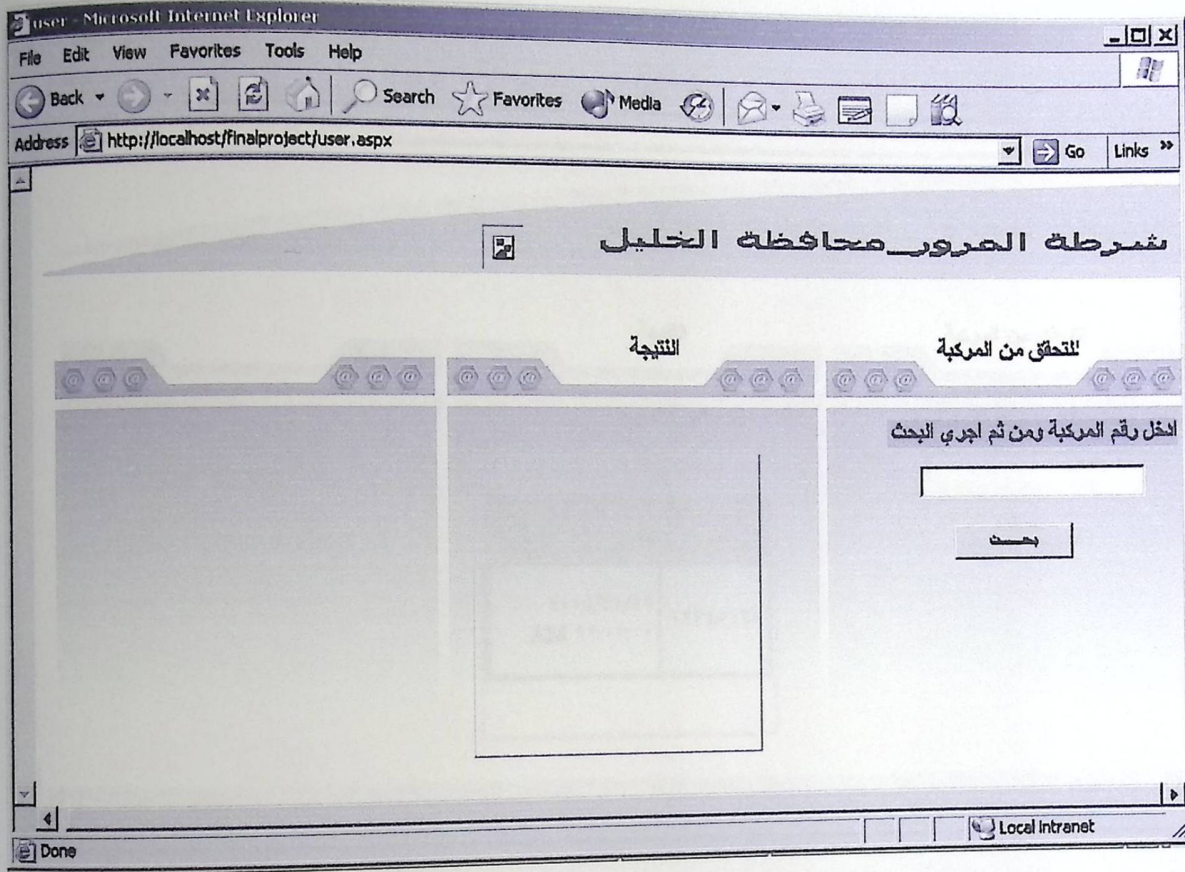 user - Microsoft Internet Explorer
File Edit View Favorites Tools Help
Back Search Favorites Media
Address http://localhost/finalproject/user.aspx Go Links »
شرطة المرور_محافظة الخليل
للتحقق من المركبة
النتيجة
ادخل رقم المركبة ومن ثم اجري البحث
بحـــث
Done Local intranet